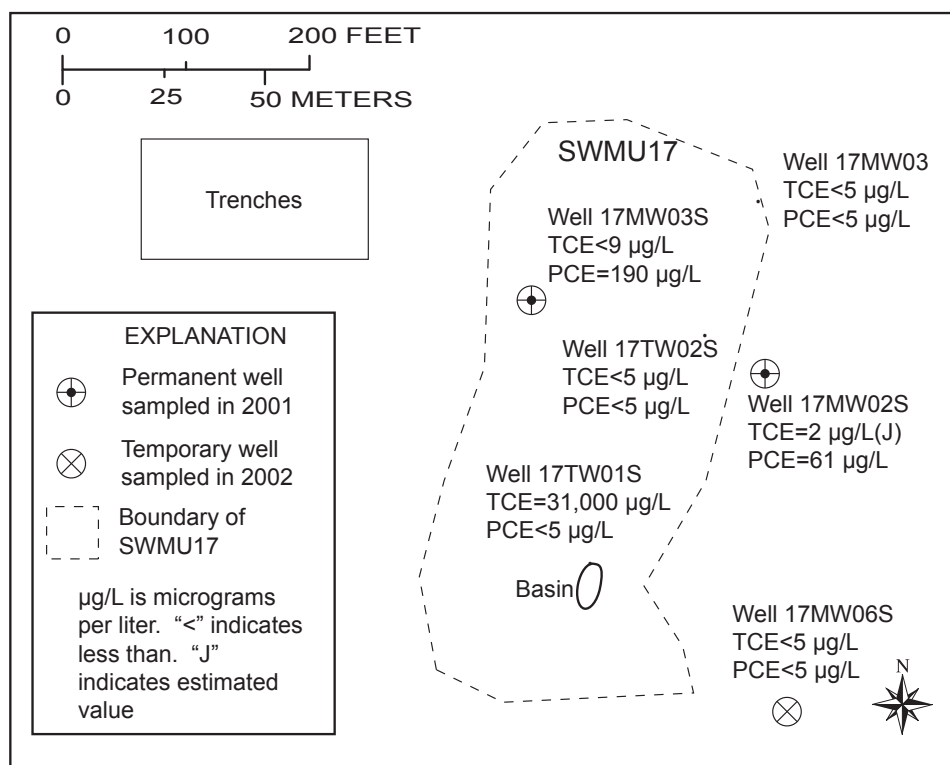 0 100 200 FEET
0 25 50 METERS
Trenches
SWMU17
Well 17MW03
TCE<5 µg/L
PCE<5 µg/L
Well 17MW03S
TCE<9 µg/L
PCE=190 µg/L
Well 17TW02S
TCE<5 µg/L
PCE<5 µg/L
Well 17MW02S
TCE=2 µg/L(J)
PCE=61 µg/L
Well 17TW01S
TCE=31,000 µg/L
PCE<5 µg/L
Basin
Well 17MW06S
TCE<5 µg/L
PCE<5 µg/L
N
EXPLANATION
Permanent well
sampled in 2001
Temporary well
sampled in 2002
Boundary of
SWMU17
µg/L is micrograms
per liter. “<” indicates
less than. “J”
indicates estimated
value